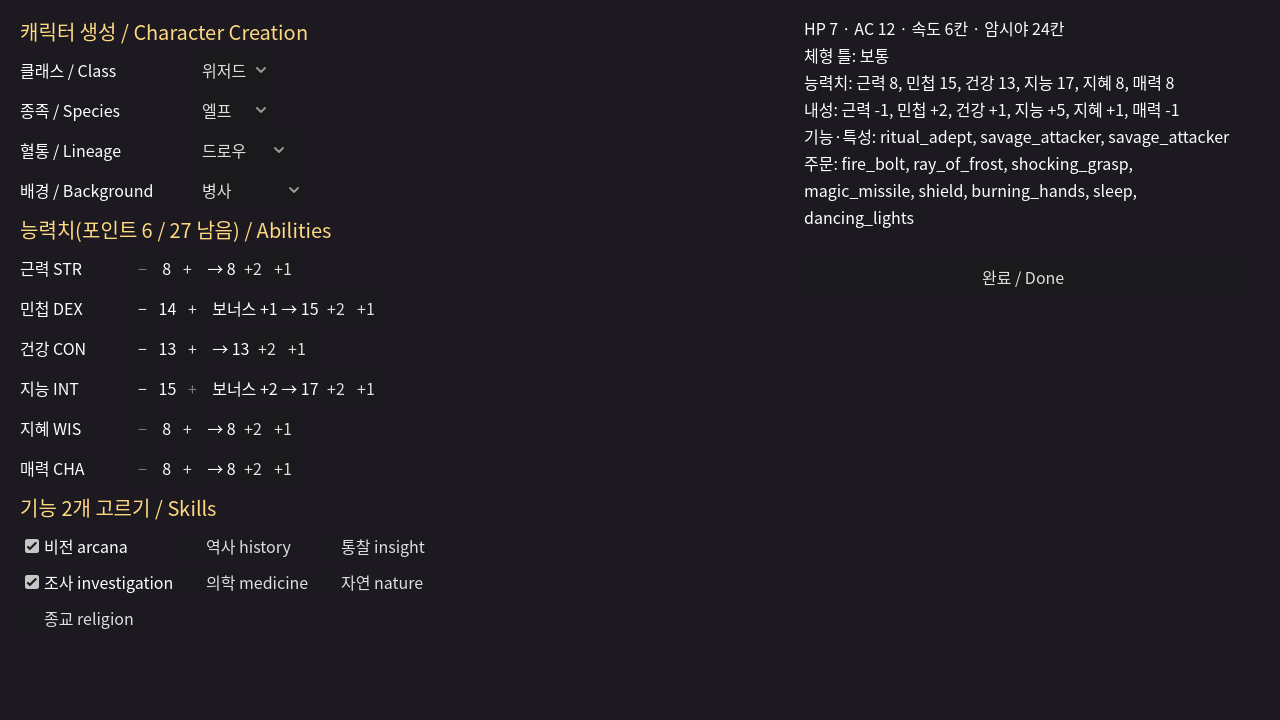 캐릭터 생성 / Character Creation
클래스 / Class 위저드
종족 / Species 엘프
혈통 / Lineage 드로우
배경 / Background 병사
능력치(포인트 6 / 27 남음) / Abilities
근력 STR − 8 + → 8 +2 +1
민첩 DEX − 14 + 보너스 +1 → 15 +2 +1
건강 CON − 13 + → 13 +2 +1
지능 INT − 15 + 보너스 +2 → 17 +2 +1
지혜 WIS − 8 + → 8 +2 +1
매력 CHA − 8 + → 8 +2 +1
기능 2개 고르기 / Skills
비전 arcana 역사 history 통찰 insight
조사 investigation 의학 medicine 자연 nature
종교 religion
HP 7 · AC 12 · 속도 6칸 · 암시야 24칸
체형 틀: 보통
능력치: 근력 8, 민첩 15, 건강 13, 지능 17, 지혜 8, 매력 8
내성: 근력 -1, 민첩 +2, 건강 +1, 지능 +5, 지혜 +1, 매력 -1
기능·특성: ritual_adept, savage_attacker, savage_attacker
주문: fire_bolt, ray_of_frost, shocking_grasp,
magic_missile, shield, burning_hands, sleep,
dancing_lights
완료 / Done